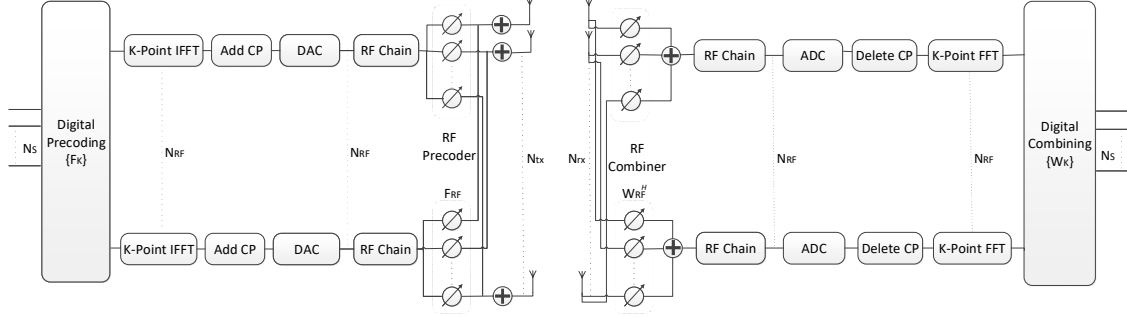 K-Point IFFT
Add CP
DAC
RF Chain
RF Chain
ADC
Delete CP
K-Point FFT
Digital
Precoding
{FK}
NS
NRF
NRF
RF
Precoder
FRF
Ntx
Nrx
RF
Combiner
WRF^H
NRF
NRF
Digital
Combining
{WK}
NS
K-Point IFFT
Add CP
DAC
RF Chain
RF Chain
ADC
Delete CP
K-Point FFT